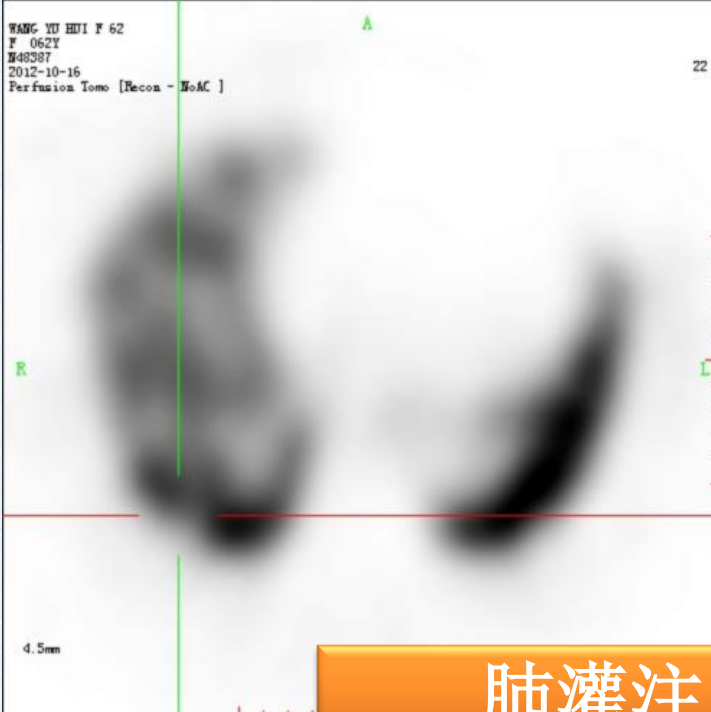 WANG YU HUI F 62
F 062Y
N48387
2012-10-16
Perfusion Tomo [Recon - NoAC ]
A
22
R
L
4.5mm
肺灌注